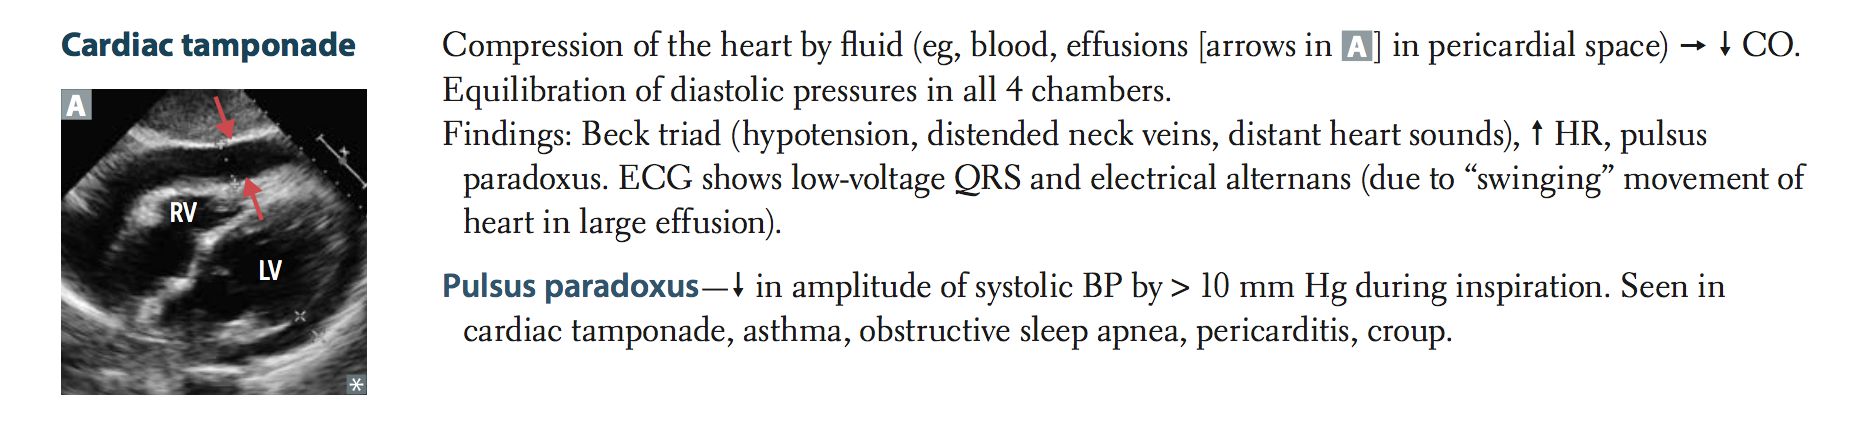 Cardiac tamponade
A
RV
LV
*
Compression of the heart by fluid (eg, blood, effusions [arrows in A] in pericardial space) → ↓ CO.
Equilibration of diastolic pressures in all 4 chambers.
Findings: Beck triad (hypotension, distended neck veins, distant heart sounds), ↑ HR, pulsus
paradoxus. ECG shows low-voltage QRS and electrical alternans (due to “swinging” movement of
heart in large effusion).
Pulsus paradoxus—↓ in amplitude of systolic BP by > 10 mm Hg during inspiration. Seen in
cardiac tamponade, asthma, obstructive sleep apnea, pericarditis, croup.